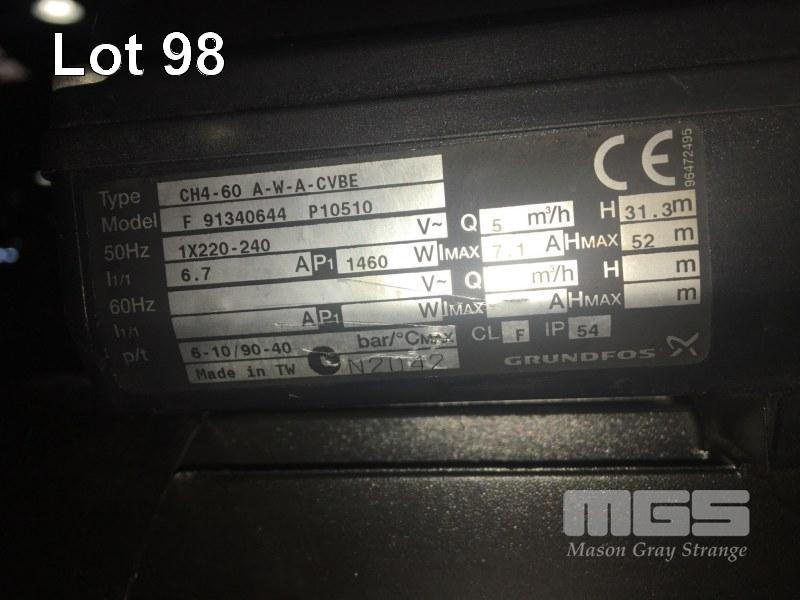 Lot 98
CE
96472495
Type CH4-60 A-W-A-CVBE
Model F 91340644 P10510
50Hz 1X220-240 V~ Q 5 m³/h H 31.3 m
I1/1 6.7 A P1 1460 W IMAX 7.1 A HMAX 52 m
60Hz V~ Q m³/h H m
I1/1 A P1 W IMAX A HMAX m
p/t 6-10/90-40 bar/°CMAX CL F IP 54
Made in TW N20142 GRUNDFOS
MGS
Mason Gray Strange